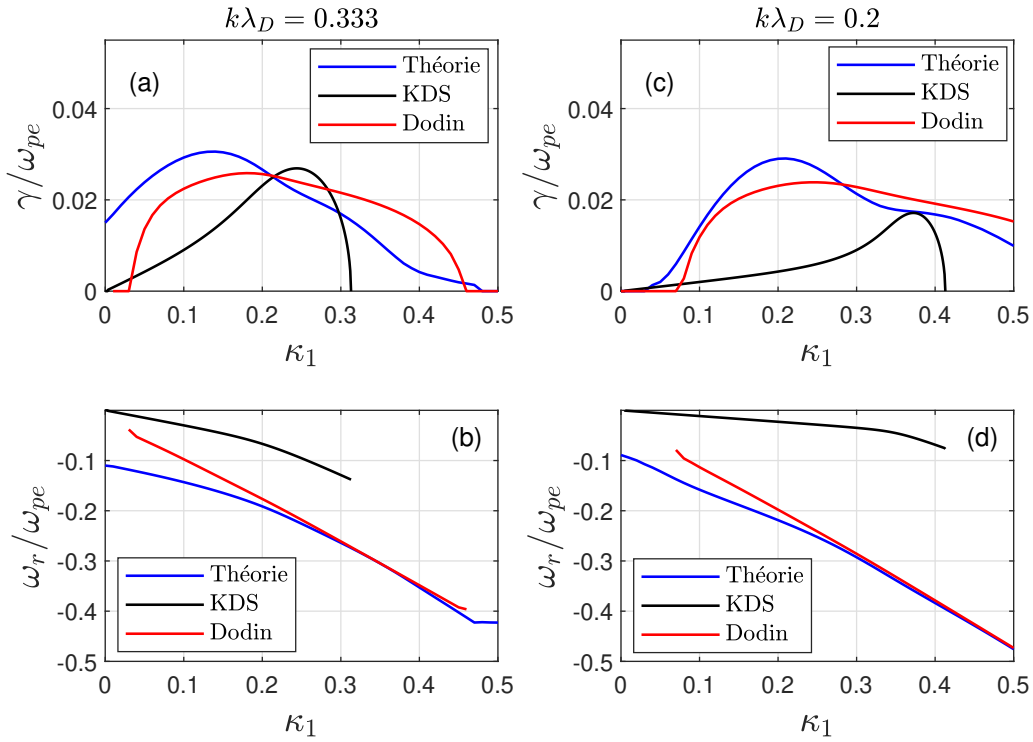 kλ_D = 0.333
(a)
Théorie
KDS
Dodin
0.04
0.02
0
γ/ω_pe
0 0.1 0.2 0.3 0.4 0.5
κ₁
kλ_D = 0.2
(c)
Théorie
KDS
Dodin
0.04
0.02
0
γ/ω_pe
0 0.1 0.2 0.3 0.4 0.5
κ₁
(b)
-0.1
-0.2
-0.3
-0.4
-0.5
ω_r/ω_pe
Théorie
KDS
Dodin
0 0.1 0.2 0.3 0.4 0.5
κ₁
(d)
-0.1
-0.2
-0.3
-0.4
-0.5
ω_r/ω_pe
Théorie
KDS
Dodin
0 0.1 0.2 0.3 0.4 0.5
κ₁